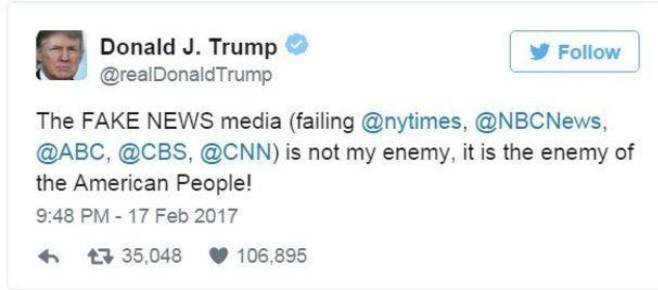 Donald J. Trump
Follow
@realDonaldTrump
The FAKE NEWS media (failing @nytimes, @NBCNews,
@ABC, @CBS, @CNN) is not my enemy, it is the enemy of
the American People!
9:48 PM - 17 Feb 2017
35,048 106,895